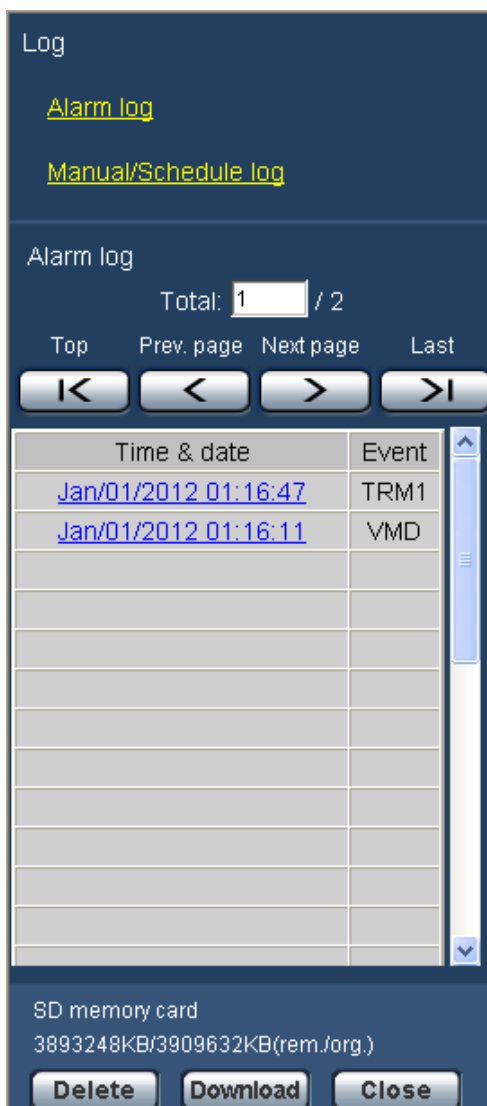 Log
Alarm log
Manual/Schedule log
Alarm log
Total: 1 / 2
Top Prev. page Next page Last
Time & date Event
Jan/01/2012 01:16:47 TRM1
Jan/01/2012 01:16:11 VMD
SD memory card
3893248KB/3909632KB(rem./org.)
Delete Download Close